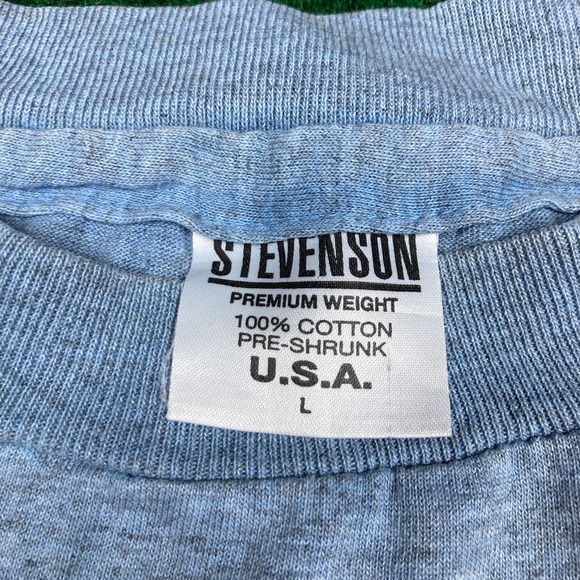 STEVENSON
PREMIUM WEIGHT
100% COTTON
PRE-SHRUNK
U.S.A.
L